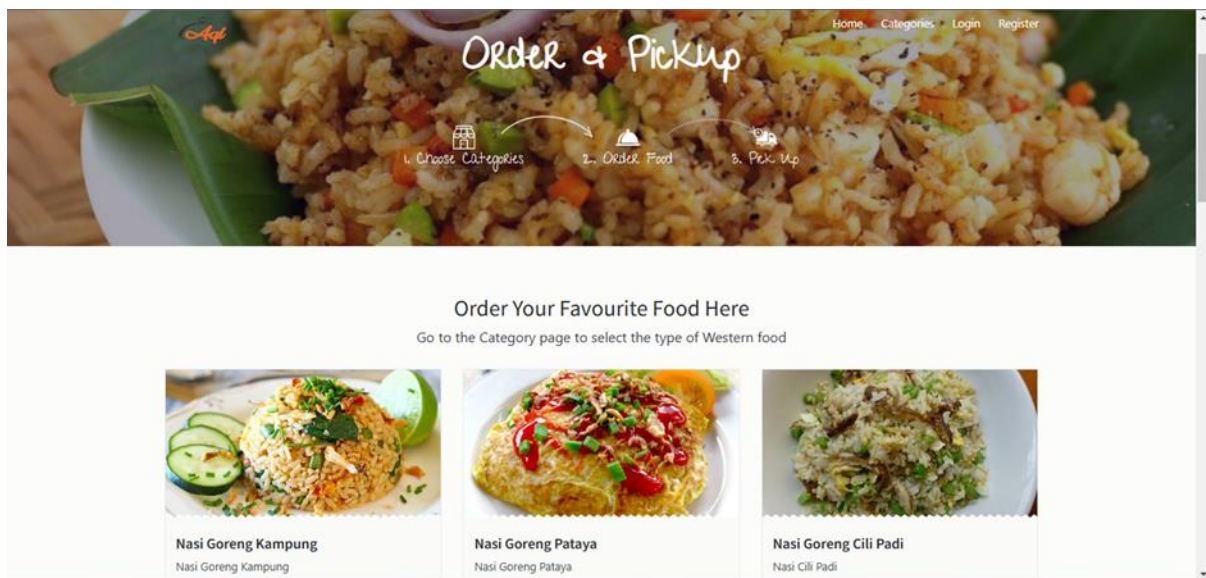 Aql
Home Categories Login Register
Order & Pickup
1. Choose Categories 2. Order Food 3. Pick Up
Order Your Favourite Food Here
Go to the Category page to select the type of Western food
Nasi Goreng Kampung
Nasi Goreng Kampung
Nasi Goreng Pataya
Nasi Goreng Pataya
Nasi Goreng Cili Padi
Nasi Cili Padi